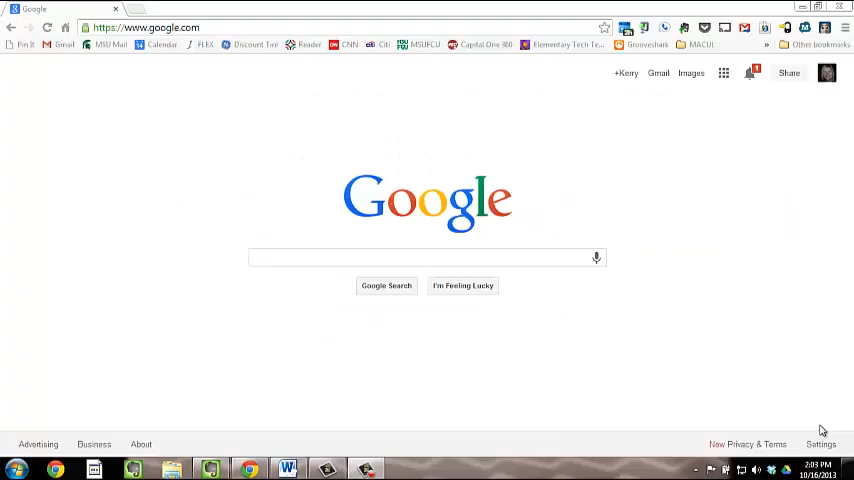 Google
https://www.google.com
Pin It Gmail MSU Mail Calendar FLEX Discount Tire Reader CNN Citi MSUFCU Capital One 360 Elementary Tech Te... Grooveshark MACUL » Other bookmarks
+Kerry Gmail Images 1 Share
Google
Google Search I'm Feeling Lucky
Advertising Business About New Privacy & Terms Settings
2:03 PM
10/16/2013